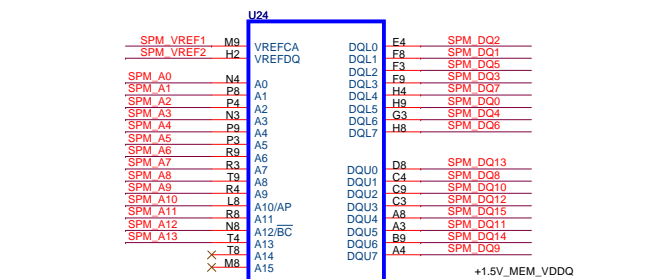 U24
SPM_VREF1 M9 VREFCA DQL0 E4 SPM_DQ2
SPM_VREF2 H2 VREFDQ DQL1 F8 SPM_DQ1
DQL2 F3 SPM_DQ5
SPM_A0 N4 A0 DQL3 F9 SPM_DQ3
SPM_A1 P8 A1 DQL4 H4 SPM_DQ7
SPM_A2 P4 A2 DQL5 H9 SPM_DQ0
SPM_A3 N3 A3 DQL6 G3 SPM_DQ4
SPM_A4 P9 A4 DQL7 H8 SPM_DQ6
SPM_A5 P3 A5
SPM_A6 R9 A6
SPM_A7 R3 A7 DQU0 D8 SPM_DQ13
SPM_A8 T9 A8 DQU1 C4 SPM_DQ8
SPM_A9 R4 A9 DQU2 C9 SPM_DQ10
SPM_A10 L8 A10/AP DQU3 C3 SPM_DQ12
SPM_A11 R8 A11 DQU4 A8 SPM_DQ15
SPM_A12 N8 A12/BC DQU5 A3 SPM_DQ11
SPM_A13 T4 A13 DQU6 B9 SPM_DQ14
T8 A14 DQU7 A4 SPM_DQ9
M8 A15
+1.5V_MEM_VDDQ